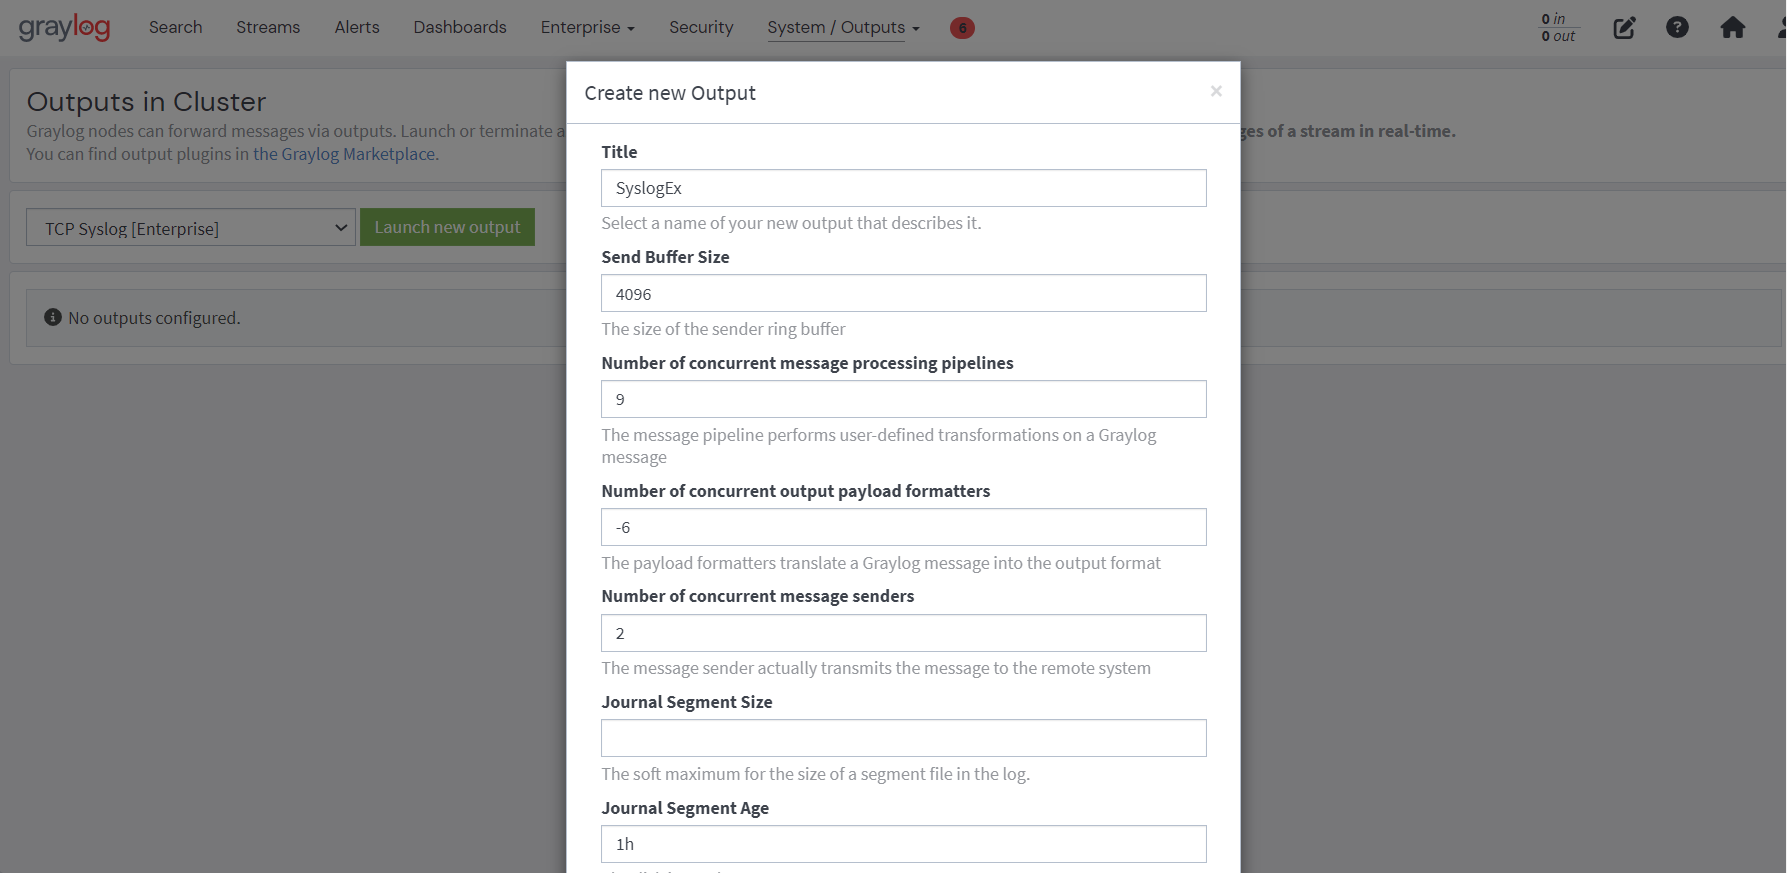 graylog
Search
Streams
Alerts
Dashboards
Enterprise
Security
System / Outputs
6
0 in
0 out
Outputs in Cluster
Graylog nodes can forward messages via outputs. Launch or terminate a
ges of a stream in real-time.
You can find output plugins in the Graylog Marketplace.
TCP Syslog [Enterprise]
Launch new output
No outputs configured.
Create new Output
×
Title
SyslogEx
Select a name of your new output that describes it.
Send Buffer Size
4096
The size of the sender ring buffer
Number of concurrent message processing pipelines
9
The message pipeline performs user-defined transformations on a Graylog
message
Number of concurrent output payload formatters
-6
The payload formatters translate a Graylog message into the output format
Number of concurrent message senders
2
The message sender actually transmits the message to the remote system
Journal Segment Size
The soft maximum for the size of a segment file in the log.
Journal Segment Age
1h